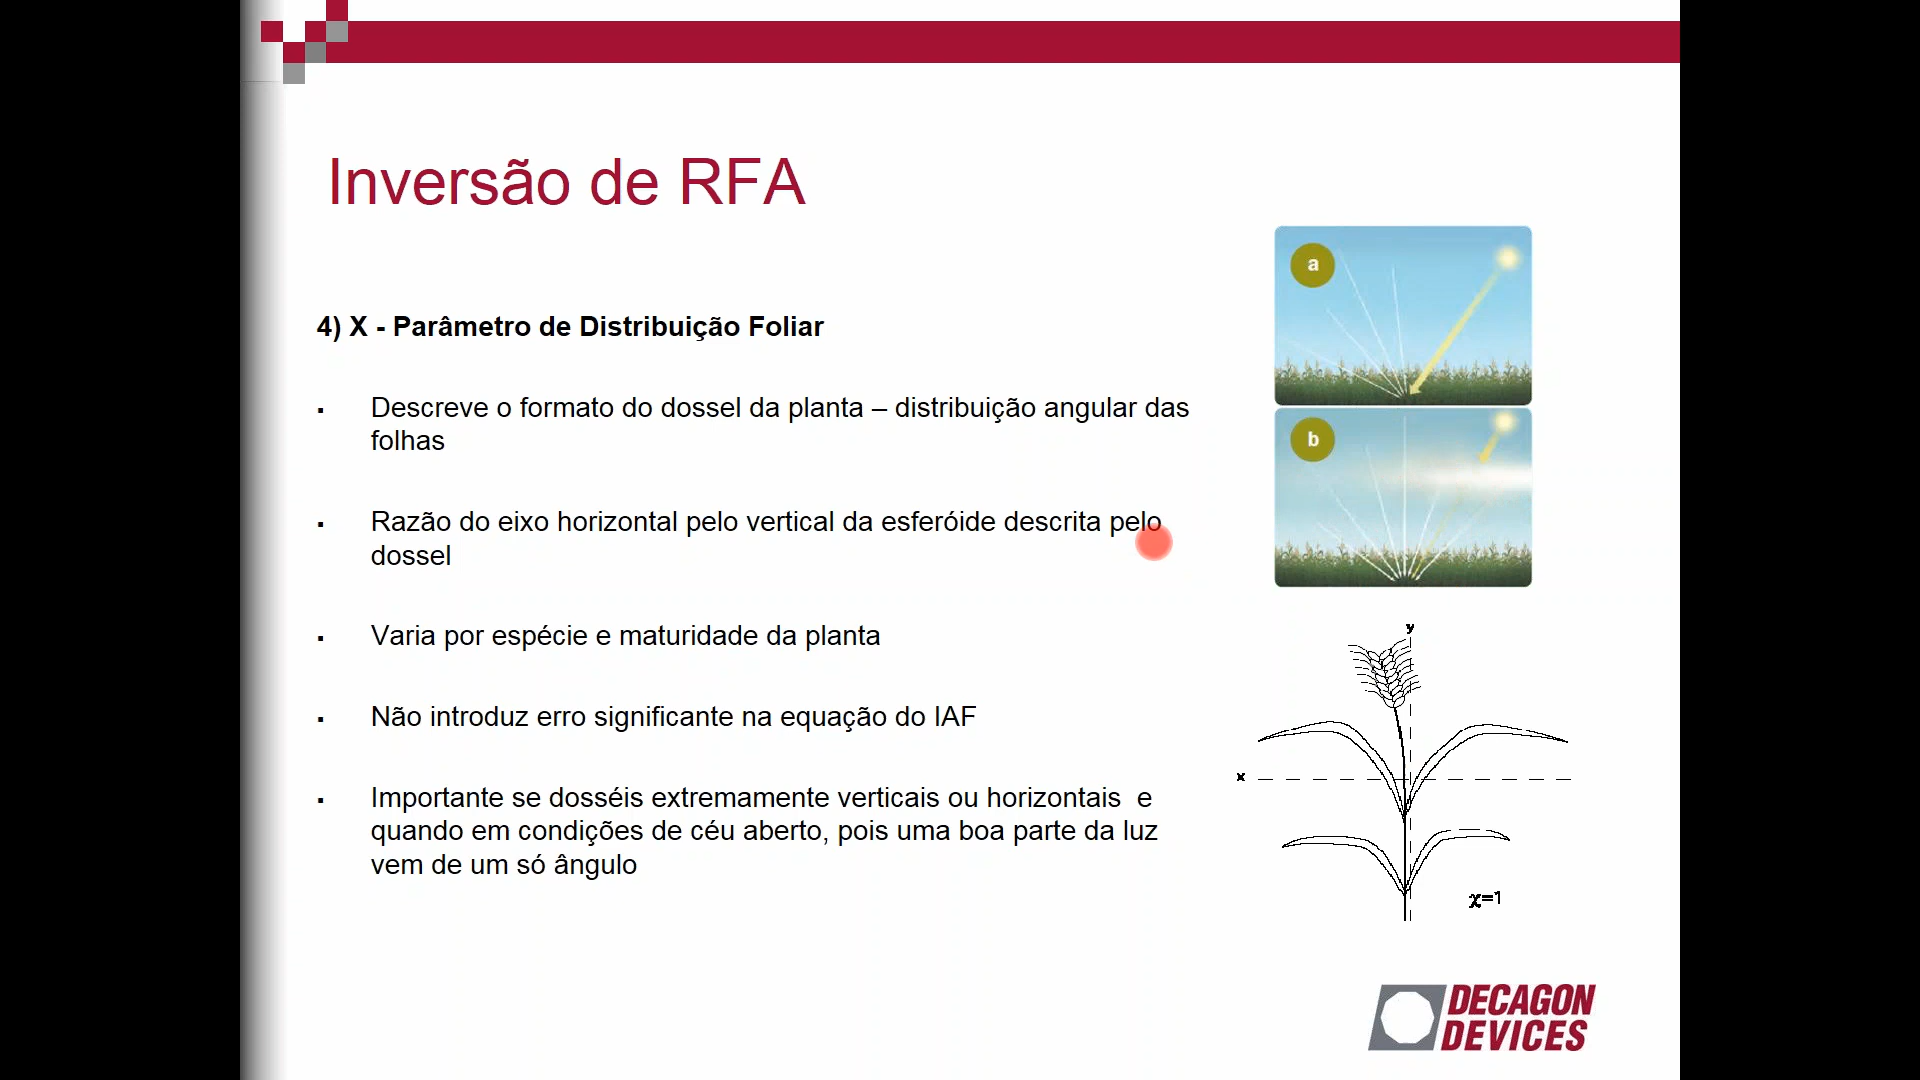 Inversão de RFA
4) X - Parâmetro de Distribuição Foliar
▪ Descreve o formato do dossel da planta – distribuição angular das
folhas
▪ Razão do eixo horizontal pelo vertical da esferóide descrita pelo
dossel
▪ Varia por espécie e maturidade da planta
▪ Não introduz erro significante na equação do IAF
▪ Importante se dosséis extremamente verticais ou horizontais  e
quando em condições de céu aberto, pois uma boa parte da luz
vem de um só ângulo
a
b
y
x
χ=1
DECAGON
DEVICES